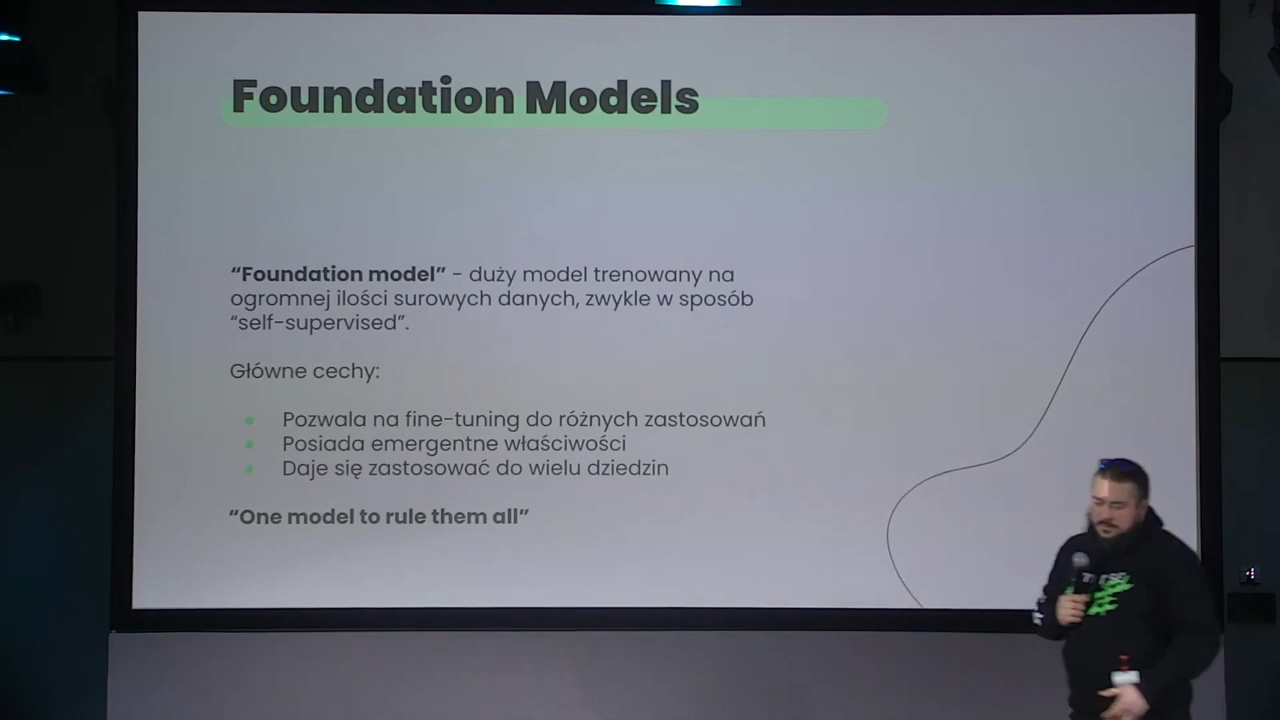 Foundation Models
“Foundation model” - duży model trenowany na
ogromnej ilości surowych danych, zwykle w sposób
“self-supervised”.
Główne cechy:
Pozwala na fine-tuning do różnych zastosowań
Posiada emergentne właściwości
Daje się zastosować do wielu dziedzin
“One model to rule them all”